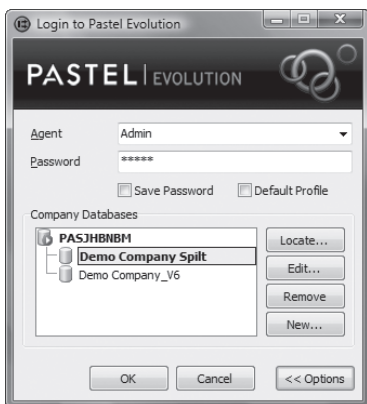 Login to Pastel Evolution
PASTEL EVOLUTION
Agent Admin
Password *****
Save Password Default Profile
Company Databases
PASJHBNBM
Demo Company Spilt
Demo Company_V6
Locate...
Edit...
Remove
New...
OK Cancel << Options